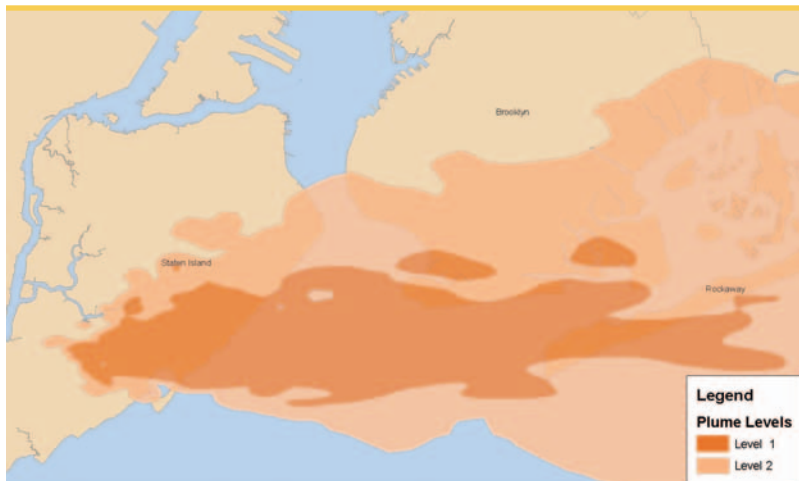 Brooklyn
Staten Island
Rockaway
Legend
Plume Levels
Level 1
Level 2